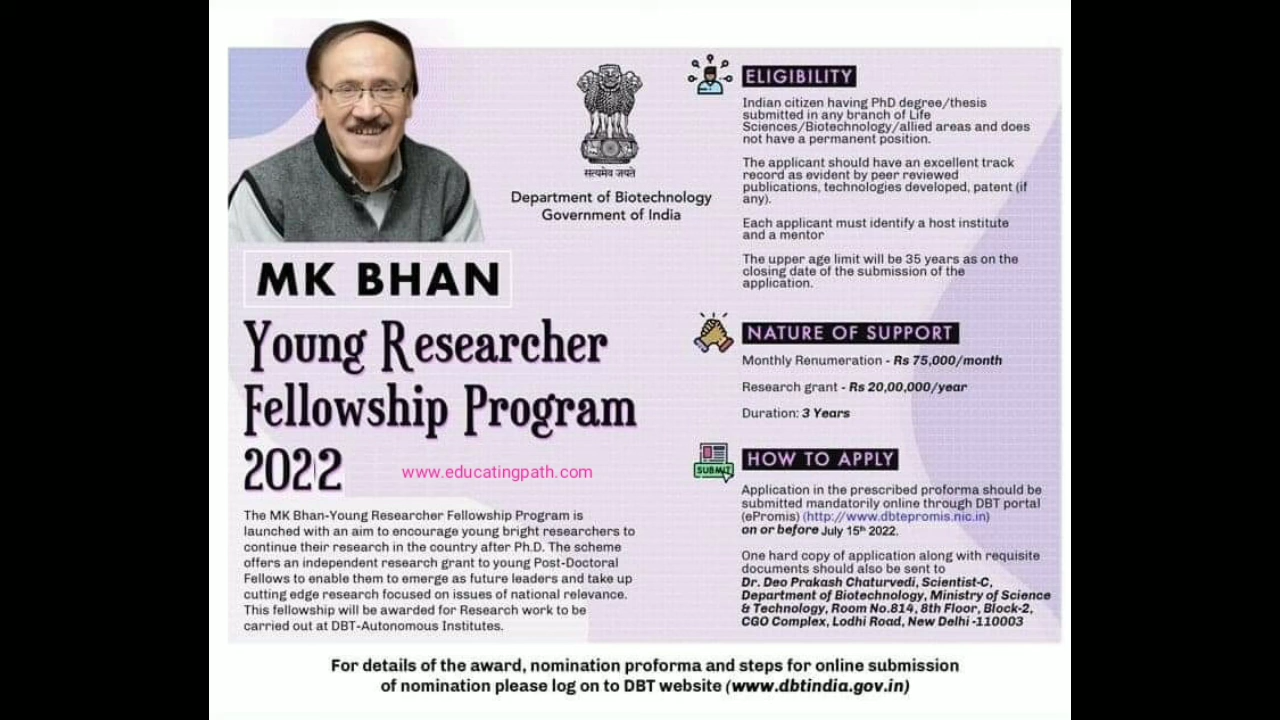 सत्यमेव जयते
Department of Biotechnology
Government of India
MK BHAN
Young Researcher
Fellowship Program
2022
www.educatingpath.com
The MK Bhan-Young Researcher Fellowship Program is
launched with an aim to encourage young bright researchers to
continue their research in the country after Ph.D. The scheme
offers an independent research grant to young Post-Doctoral
Fellows to enable them to emerge as future leaders and take up
cutting edge research focused on issues of national relevance.
This fellowship will be awarded for Research work to be
carried out at DBT-Autonomous Institutes.
ELIGIBILITY
Indian citizen having PhD degree/thesis
submitted in any branch of Life
Sciences/Biotechnology/allied areas and does
not have a permanent position.
The applicant should have an excellent track
record as evident by peer reviewed
publications, technologies developed, patent (if
any).
Each applicant must identify a host institute
and a mentor
The upper age limit will be 35 years as on the
closing date of the submission of the
application.
NATURE OF SUPPORT
Monthly Renumeration - Rs 75,000/month
Research grant - Rs 20,00,000/year
Duration: 3 Years
SUBMIT
HOW TO APPLY
Application in the prescribed proforma should be
submitted mandatorily online through DBT portal
(ePromis) (http://www.dbtepromis.nic.in)
on or before July 15th 2022.
One hard copy of application along with requisite
documents should also be sent to
Dr. Deo Prakash Chaturvedi, Scientist-C,
Department of Biotechnology, Ministry of Science
& Technology, Room No.814, 8th Floor, Block-2,
CGO Complex, Lodhi Road, New Delhi -110003
For details of the award, nomination proforma and steps for online submission
of nomination please log on to DBT website (www.dbtindia.gov.in)